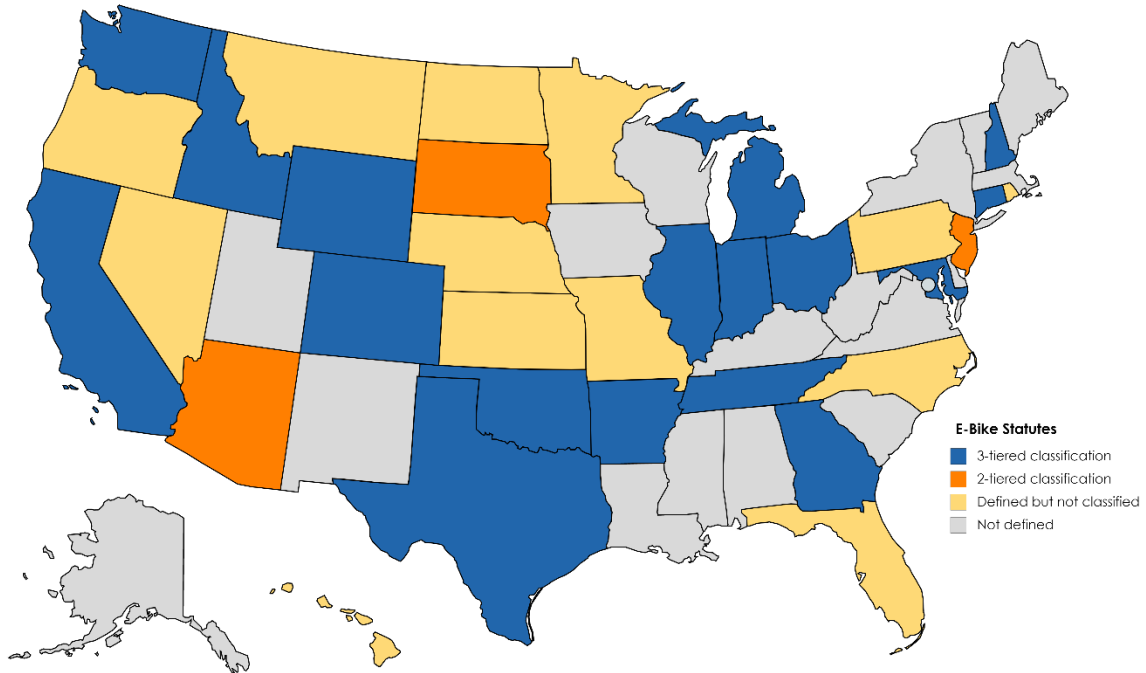 E-Bike Statutes
3-tiered classification
2-tiered classification
Defined but not classified
Not defined